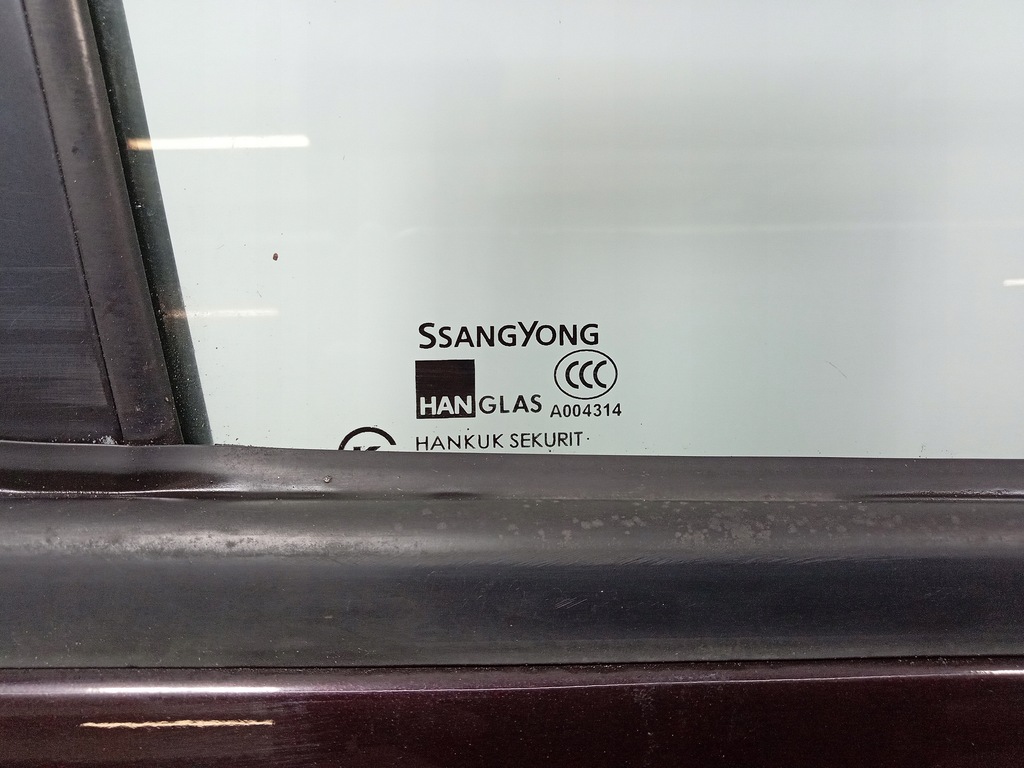 SSANGYONG
CCC
HANGLAS A004314
HANKUK SEKURIT